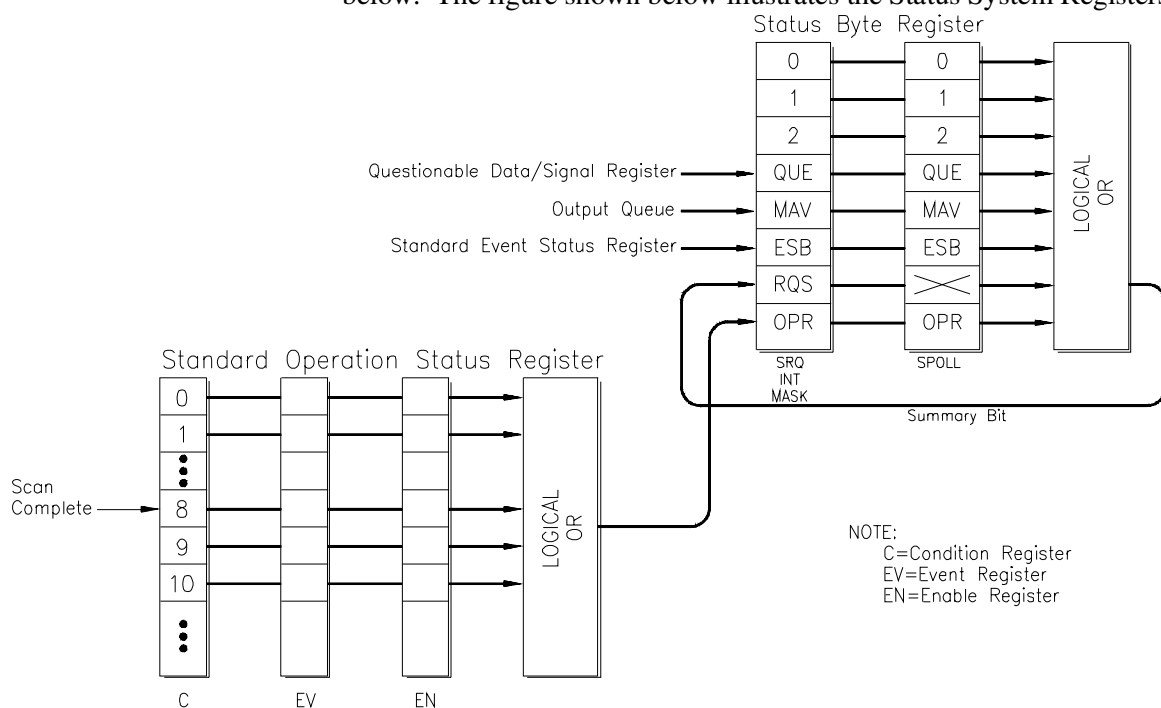 below. The figure shown below illustrates the Status System Registers
Status Byte Register
0 0
1 1
2 2
Questionable Data/Signal Register QUE QUE
Output Queue MAV MAV
Standard Event Status Register ESB ESB
RQS
OPR OPR
LOGICAL
OR
SRQ
INT
MASK
SPOLL
Summary Bit
Standard Operation Status Register
0
1
Scan
Complete
8
9
10
LOGICAL
OR
C EV EN
NOTE:
C=Condition Register
EV=Event Register
EN=Enable Register